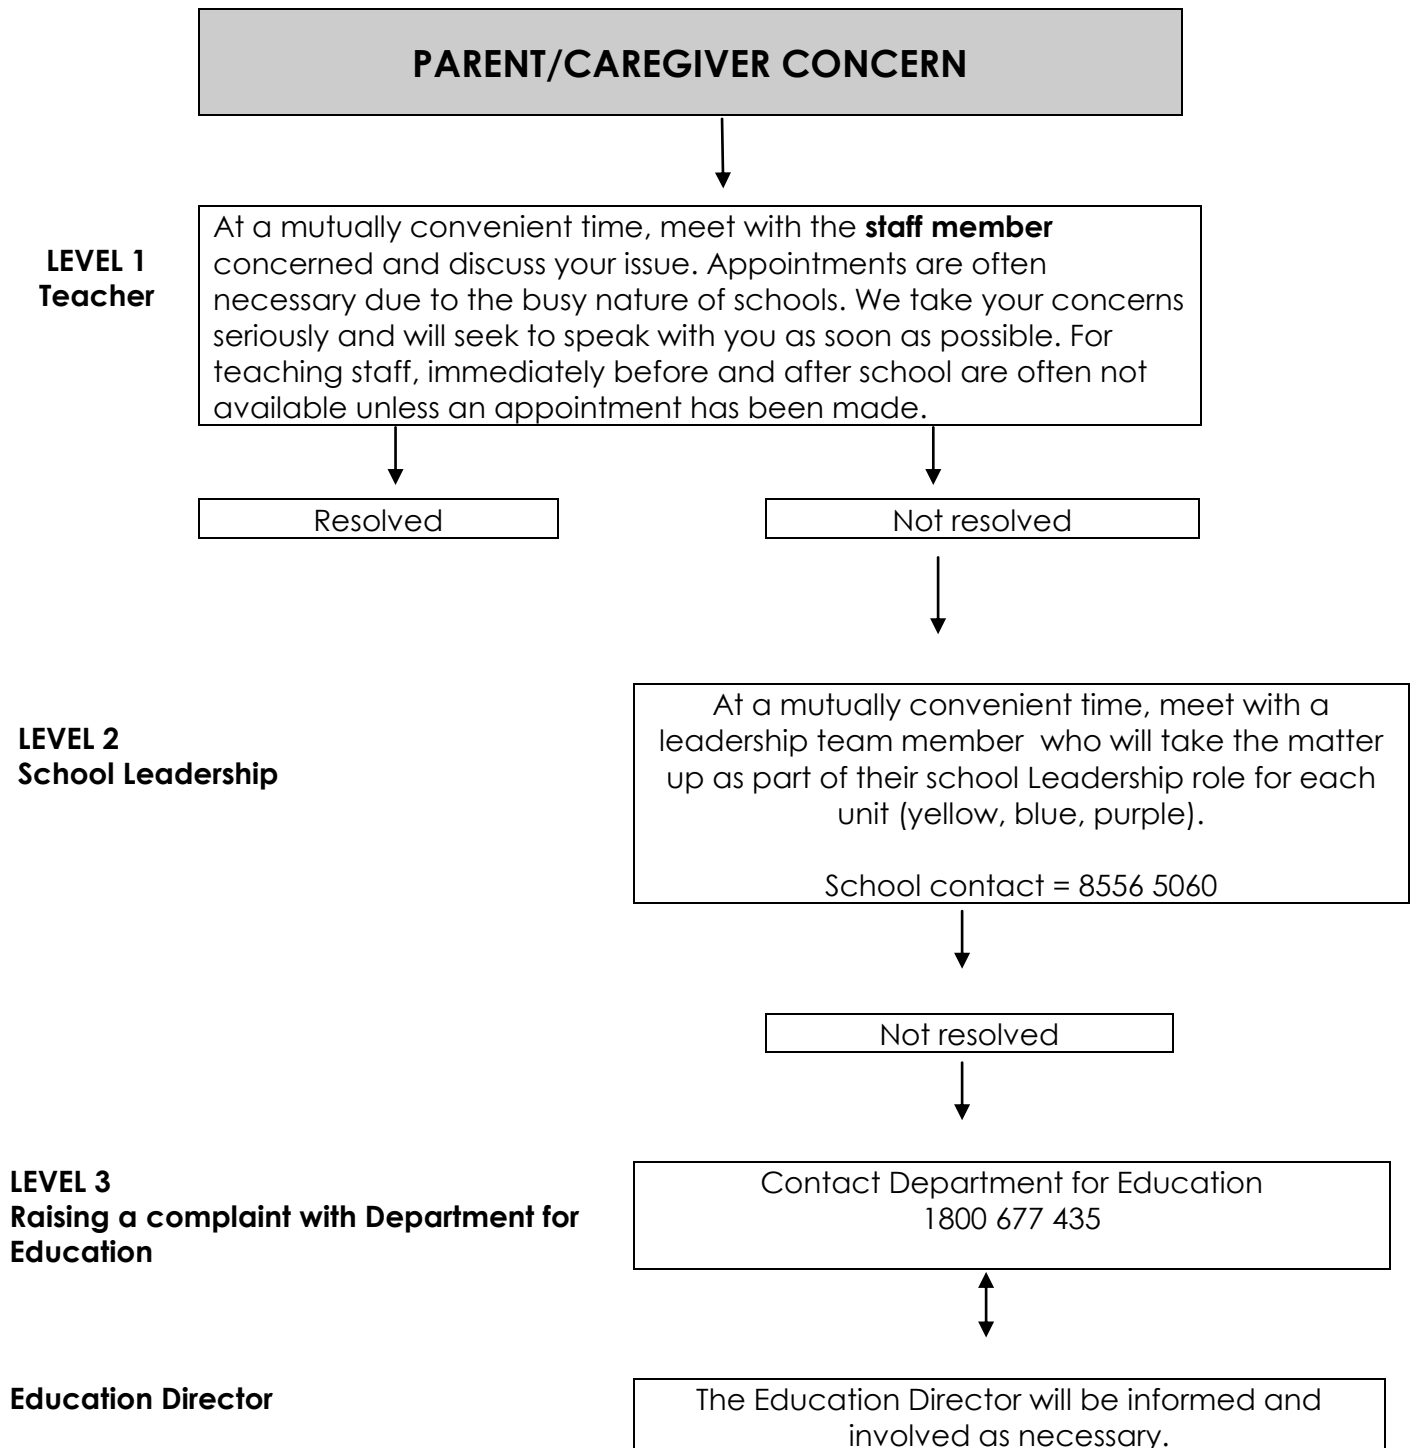 PARENT/CAREGIVER CONCERN
LEVEL 1
Teacher
At a mutually convenient time, meet with the staff member
concerned and discuss your issue. Appointments are often
necessary due to the busy nature of schools. We take your concerns
seriously and will seek to speak with you as soon as possible. For
teaching staff, immediately before and after school are often not
available unless an appointment has been made.
Resolved
Not resolved
LEVEL 2
School Leadership
At a mutually convenient time, meet with a
leadership team member  who will take the matter
up as part of their school Leadership role for each
unit (yellow, blue, purple).
School contact = 8556 5060
Not resolved
LEVEL 3
Raising a complaint with Department for
Education
Contact Department for Education
1800 677 435
Education Director
The Education Director will be informed and
involved as necessary.